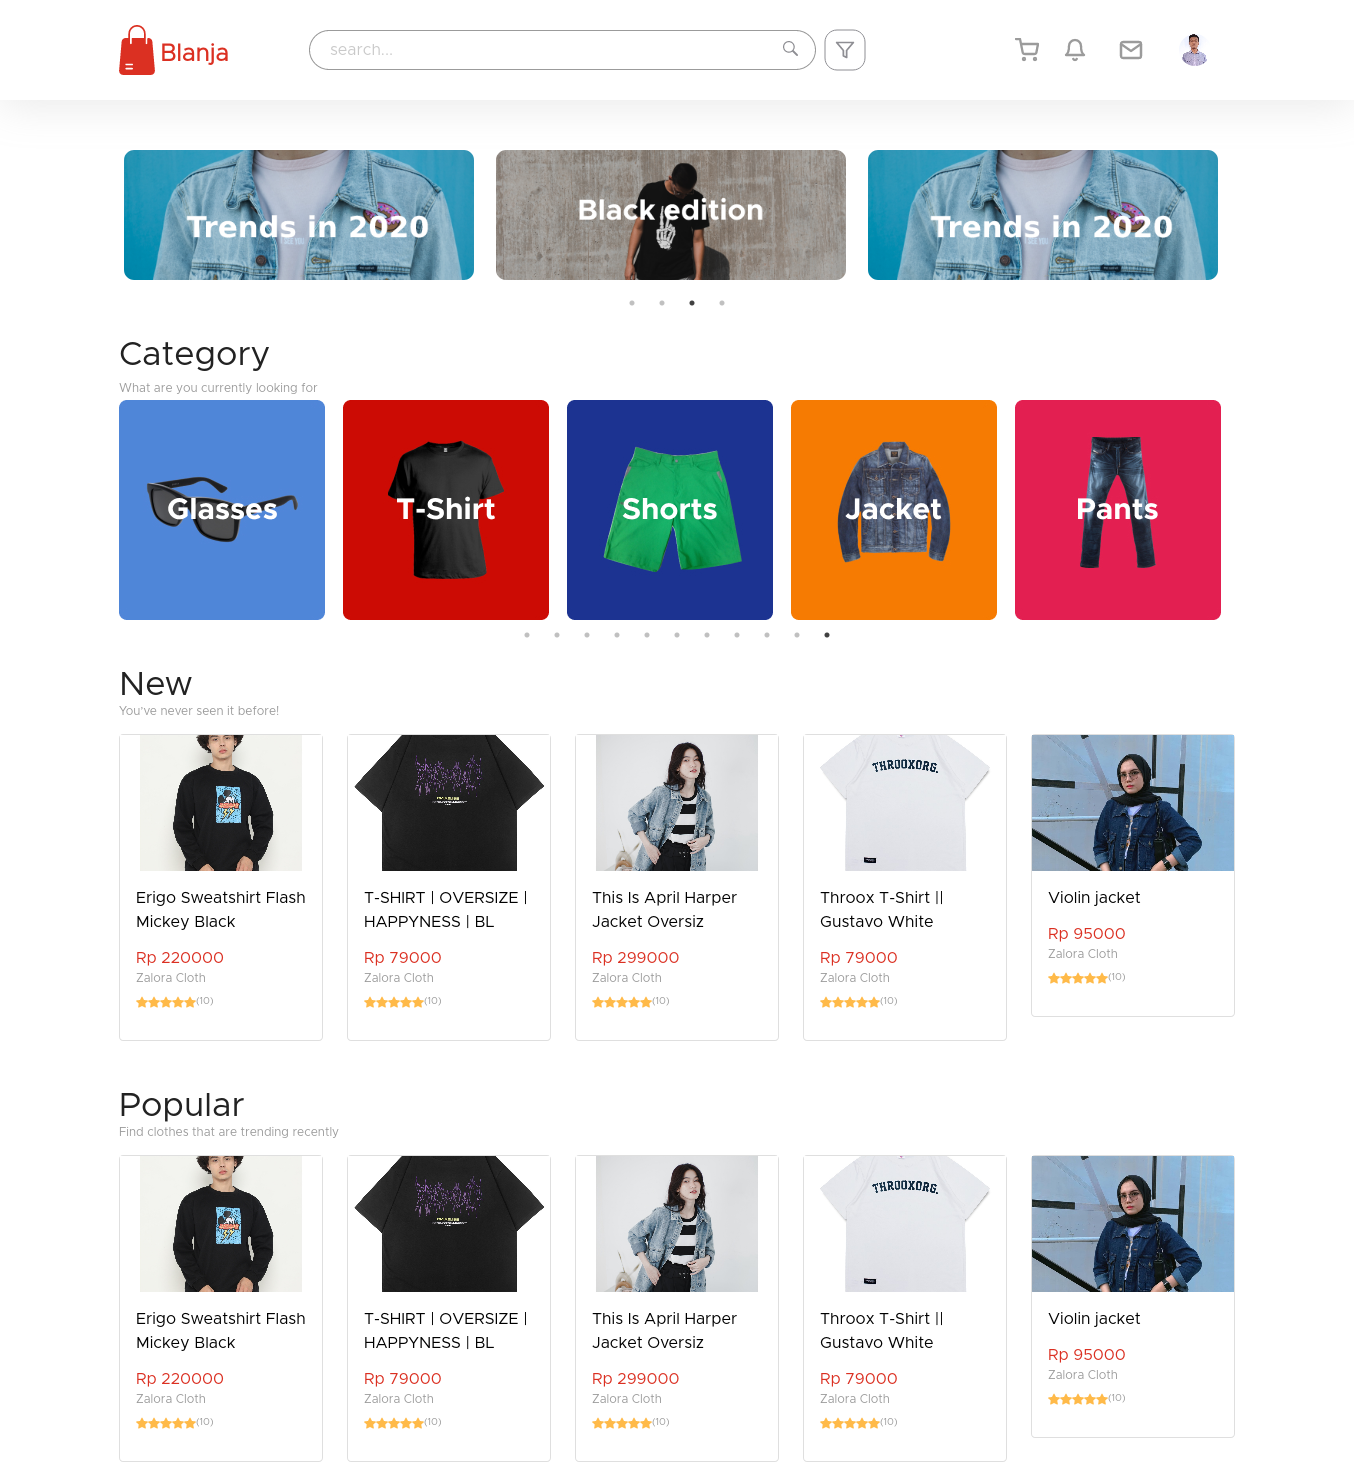 Blanja
search...
Trends in 2020
Black edition
Trends in 2020
Category
What are you currently looking for
Glasses
T-Shirt
Shorts
Jacket
Pants
New
You've never seen it before!
THROOXORG.
Erigo Sweatshirt Flash
Mickey Black
Rp 220000
Zalora Cloth
(10)
T-SHIRT | OVERSIZE |
HAPPYNESS | BL
Rp 79000
Zalora Cloth
(10)
This Is April Harper
Jacket Oversiz
Rp 299000
Zalora Cloth
(10)
Throox T-Shirt ||
Gustavo White
Rp 79000
Zalora Cloth
(10)
Violin jacket
Rp 95000
Zalora Cloth
(10)
Popular
Find clothes that are trending recently
THROOXORG.
Erigo Sweatshirt Flash
Mickey Black
Rp 220000
Zalora Cloth
(10)
T-SHIRT | OVERSIZE |
HAPPYNESS | BL
Rp 79000
Zalora Cloth
(10)
This Is April Harper
Jacket Oversiz
Rp 299000
Zalora Cloth
(10)
Throox T-Shirt ||
Gustavo White
Rp 79000
Zalora Cloth
(10)
Violin jacket
Rp 95000
Zalora Cloth
(10)